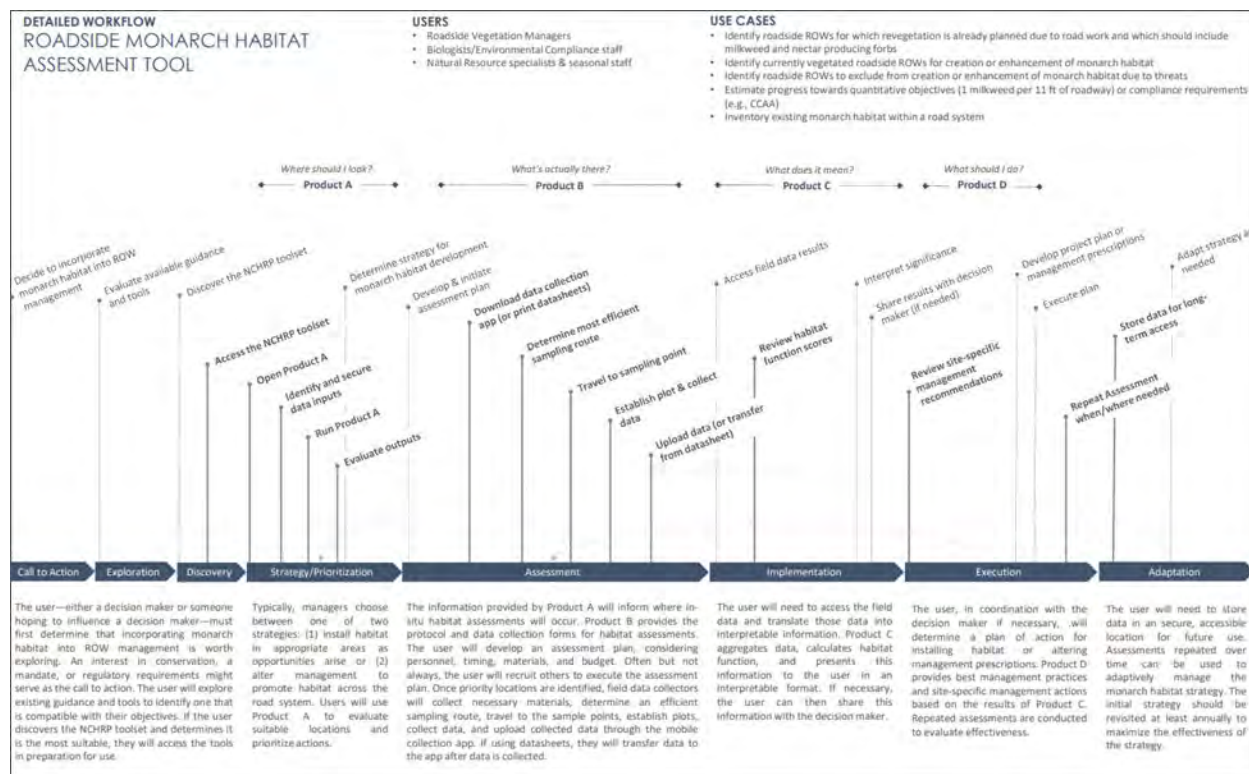 DETAILED WORKFLOW
ROADSIDE MONARCH HABITAT
ASSESSMENT TOOL
USERS
• Roadside Vegetation Managers
• Biologists/Environmental Compliance staff
• Natural Resource specialists & seasonal staff
USE CASES
• Identify roadside ROWs for which revegetation is already planned due to road work and which should include
milkweed and nectar producing forbs
• Identify currently vegetated roadside ROWs for creation or enhancement of monarch habitat
• Identify roadside ROWs to exclude from creation or enhancement of monarch habitat due to threats
• Estimate progress towards quantitative objectives (1 milkweed per 11 ft of roadway) or compliance requirements
(e.g., CCAA)
• Inventory existing monarch habitat within a road system
Where should I look?
Product A
What's actually there?
Product B
What does it mean?
Product C
What should I do?
Product D
Decide to incorporate
monarch habitat into ROW
management
Evaluate available guidance
and tools
Discover the NCHRP toolset
Access the NCHRP toolset
Open Product A
Identify and secure
data inputs
Run Product A
Evaluate outputs
Determine strategy for
monarch habitat development
Develop & initiate
assessment plan
Download data collection
app (or print datasheets)
Determine most efficient
sampling route
Travel to sampling point
Establish plot & collect
data
Upload data (or transfer
from datasheet)
Access field data results
Review habitat
function scores
Interpret significance
Share results with decision
maker (if needed)
Review site-specific
management
recommendations
Develop project plan or
management prescriptions
Execute plan
Repeat Assessment
when/where needed
Store data for long-
term access
Adapt strategy as
needed
Call to Action
Exploration
Discovery
Strategy/Prioritization
Assessment
Implementation
Execution
Adaptation
The user—either a decision maker or someone
hoping to influence a decision maker—must
first determine that incorporating monarch
habitat into ROW management is worth
exploring. An interest in conservation, a
mandate, or regulatory requirements might
serve as the call to action. The user will explore
existing guidance and tools to identify one that
is compatible with their objectives. If the user
discovers the NCHRP toolset and determines it
is the most suitable, they will access the tools
in preparation for use.
Typically, managers choose
between one of two
strategies: (1) install habitat
in appropriate areas as
opportunities arise or (2)
alter management to
promote habitat across the
road system. Users will use
Product A to evaluate
suitable locations and
prioritize actions.
The information provided by Product A will inform where in-
situ habitat assessments will occur. Product B provides the
protocol and data collection forms for habitat assessments.
The user will develop an assessment plan, considering
personnel, timing, materials, and budget. Often but not
always, the user will recruit others to execute the assessment
plan. Once priority locations are identified, field data collectors
will collect necessary materials, determine an efficient
sampling route, travel to the sample points, establish plots,
collect data, and upload collected data through the mobile
collection app. If using datasheets, they will transfer data to
the app after data is collected.
The user will need to access the field
data and translate those data into
interpretable information. Product C
aggregates data, calculates habitat
function, and presents this
information to the user in an
interpretable format. If necessary,
the user can then share this
information with the decision maker.
The user, in coordination with the
decision maker if necessary, will
determine a plan of action for
installing habitat or altering
management prescriptions. Product D
provides best management practices
and site-specific management actions
based on the results of Product C.
Repeated assessments are conducted
to evaluate effectiveness.
The user will need to store
data in an secure, accessible
location for future use.
Assessments repeated over
time can be used to
adaptively manage the
monarch habitat strategy. The
initial strategy should be
revisited at least annually to
maximize the effectiveness of
the strategy.